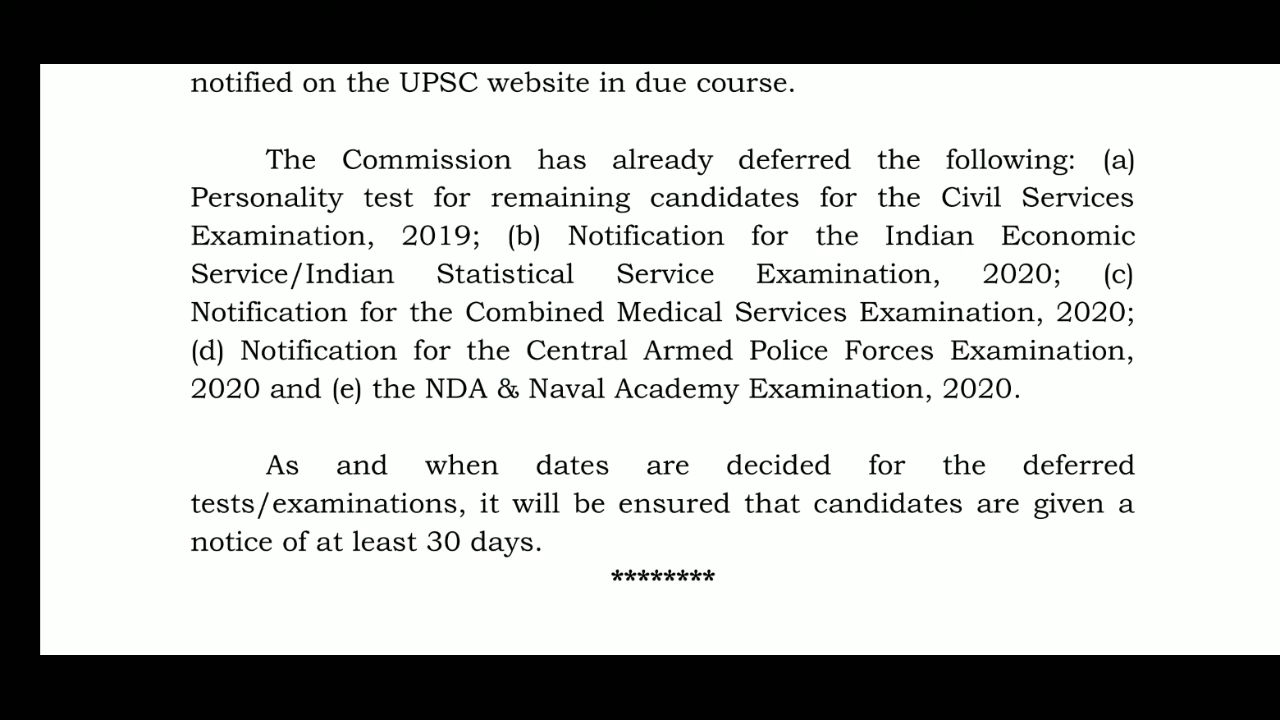 notified on the UPSC website in due course.
The Commission has already deferred the following: (a)
Personality test for remaining candidates for the Civil Services
Examination, 2019; (b) Notification for the Indian Economic
Service/Indian Statistical Service Examination, 2020; (c)
Notification for the Combined Medical Services Examination, 2020;
(d) Notification for the Central Armed Police Forces Examination,
2020 and (e) the NDA & Naval Academy Examination, 2020.
As and when dates are decided for the deferred
tests/examinations, it will be ensured that candidates are given a
notice of at least 30 days.
********